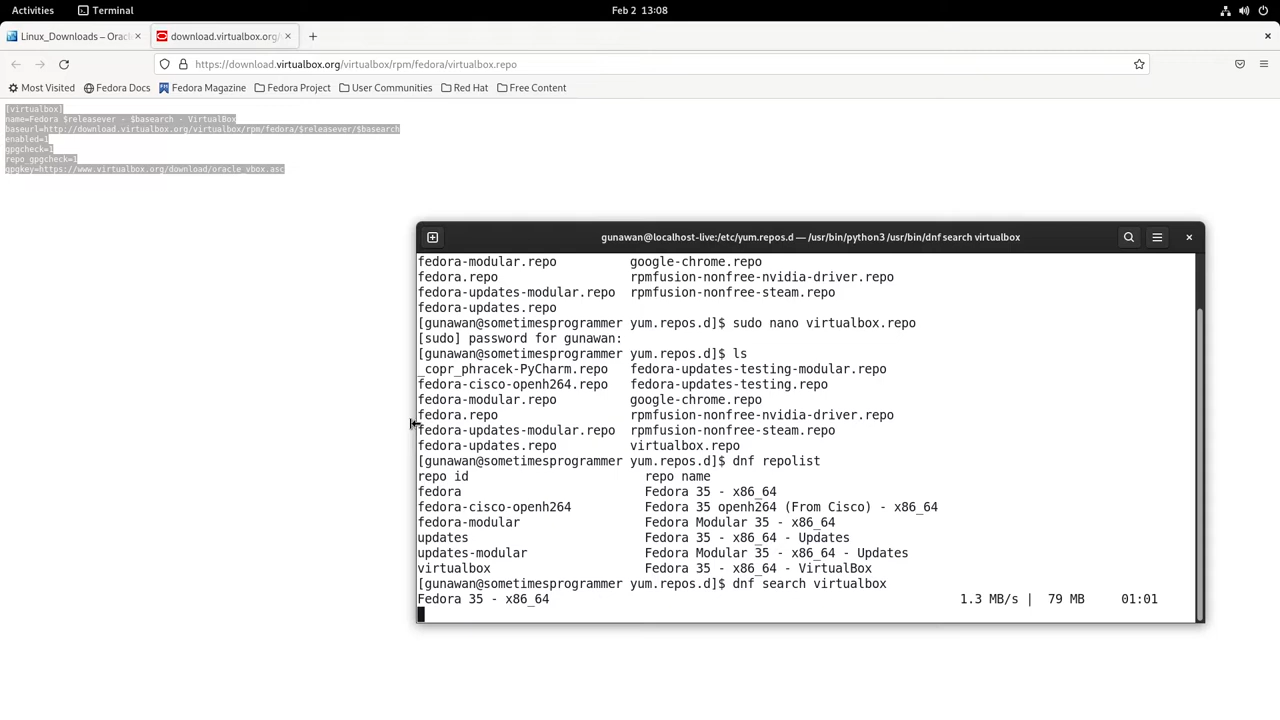 Activities Terminal Feb 2 13:08
Linux_Downloads – Orac download.virtualbox.org/
https://download.virtualbox.org/virtualbox/rpm/fedora/virtualbox.repo
Most Visited Fedora Docs Fedora Magazine Fedora Project User Communities Red Hat Free Content
[virtualbox]
name=Fedora $releasever - $basearch - VirtualBox
baseurl=http://download.virtualbox.org/virtualbox/rpm/fedora/$releasever/$basearch
enabled=1
gpgcheck=1
repo_gpgcheck=1
gpgkey=https://www.virtualbox.org/download/oracle_vbox.asc
gunawan@localhost-live:/etc/yum.repos.d — /usr/bin/python3 /usr/bin/dnf search virtualbox
fedora-modular.repo google-chrome.repo
fedora.repo rpmfusion-nonfree-nvidia-driver.repo
fedora-updates-modular.repo rpmfusion-nonfree-steam.repo
fedora-updates.repo
[gunawan@sometimesprogrammer yum.repos.d]$ sudo nano virtualbox.repo
[sudo] password for gunawan:
[gunawan@sometimesprogrammer yum.repos.d]$ ls
_copr_phracek-PyCharm.repo fedora-updates-testing-modular.repo
fedora-cisco-openh264.repo fedora-updates-testing.repo
fedora-modular.repo google-chrome.repo
fedora.repo rpmfusion-nonfree-nvidia-driver.repo
fedora-updates-modular.repo rpmfusion-nonfree-steam.repo
fedora-updates.repo virtualbox.repo
[gunawan@sometimesprogrammer yum.repos.d]$ dnf repolist
repo id repo name
fedora Fedora 35 - x86_64
fedora-cisco-openh264 Fedora 35 openh264 (From Cisco) - x86_64
fedora-modular Fedora Modular 35 - x86_64
updates Fedora 35 - x86_64 - Updates
updates-modular Fedora Modular 35 - x86_64 - Updates
virtualbox Fedora 35 - x86_64 - VirtualBox
[gunawan@sometimesprogrammer yum.repos.d]$ dnf search virtualbox
Fedora 35 - x86_64 1.3 MB/s | 79 MB 01:01